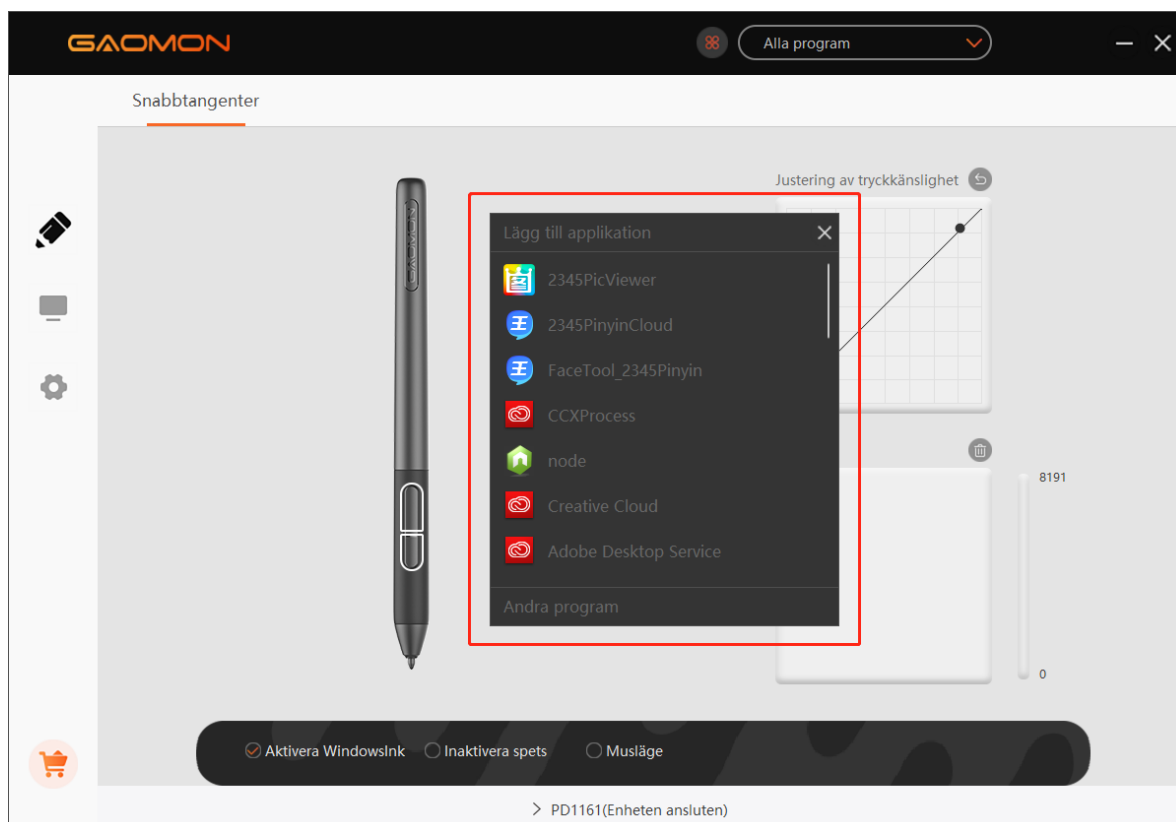 GAOMON
Alla program
Snabbtangenter
Justering av tryckkänslighet
GAOMON
Lägg till applikation
2345PicViewer
2345PinyinCloud
FaceTool_2345Pinyin
CCXProcess
node
Creative Cloud
Adobe Desktop Service
Andra program
8191
0
Aktivera WindowsInk Inaktivera spets Musläge
PD1161(Enheten ansluten)